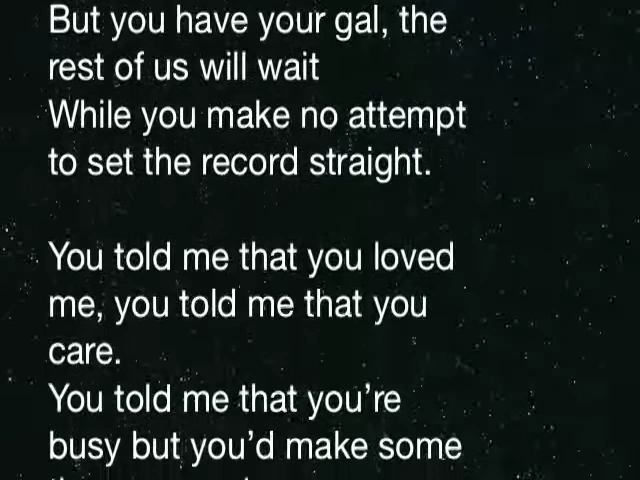 But you have your gal, the
rest of us will wait
While you make no attempt
to set the record straight.
You told me that you loved
me, you told me that you
care.
You told me that you're
busy but you'd make some